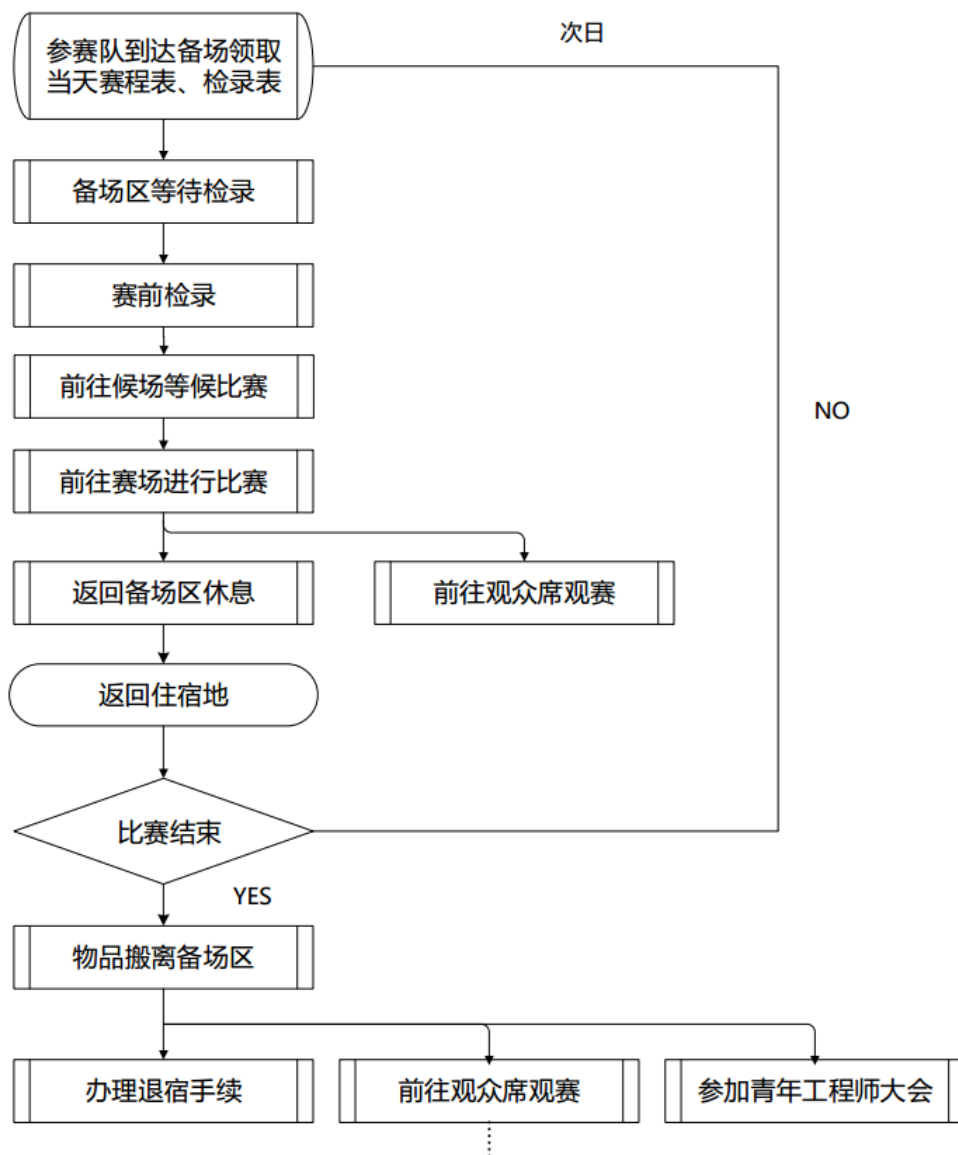 次日
参赛队到达备场领取
当天赛程表、检录表
备场区等待检录
赛前检录
前往候场等候比赛
NO
前往赛场进行比赛
返回备场区休息
前往观众席观赛
返回住宿地
比赛结束
YES
物品搬离备场区
办理退宿手续
前往观众席观赛
参加青年工程师大会